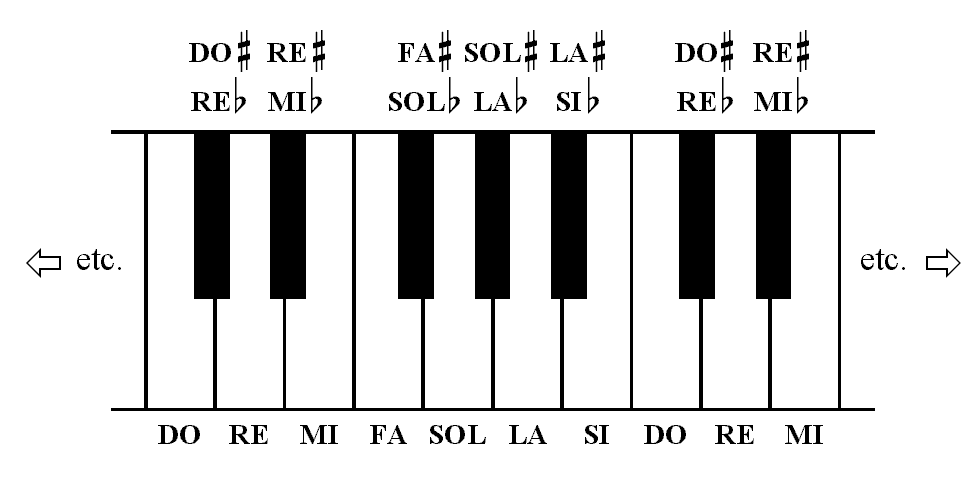 DO♯ RE♯ FA♯ SOL♯ LA♯ DO♯ RE♯
RE♭ MI♭ SOL♭ LA♭ SI♭ RE♭ MI♭
etc. etc.
DO RE MI FA SOL LA SI DO RE MI